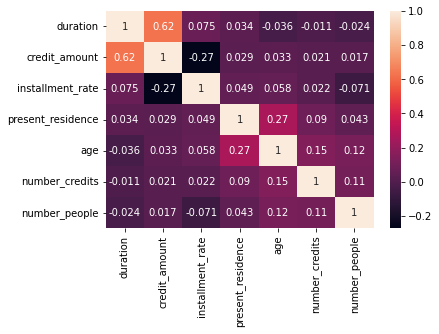 duration 1 0.62 0.075 0.034 -0.036 -0.011 -0.024 1.0
credit_amount 0.62 1 -0.27 0.029 0.033 0.021 0.017 0.8
installment_rate 0.075 -0.27 1 0.049 0.058 0.022 -0.071 0.6
present_residence 0.034 0.029 0.049 1 0.27 0.09 0.043 0.4
age -0.036 0.033 0.058 0.27 1 0.15 0.12 0.2
number_credits -0.011 0.021 0.022 0.09 0.15 1 0.11 0.0
number_people -0.024 0.017 -0.071 0.043 0.12 0.11 1 −0.2
duration credit_amount installment_rate present_residence age number_credits number_people